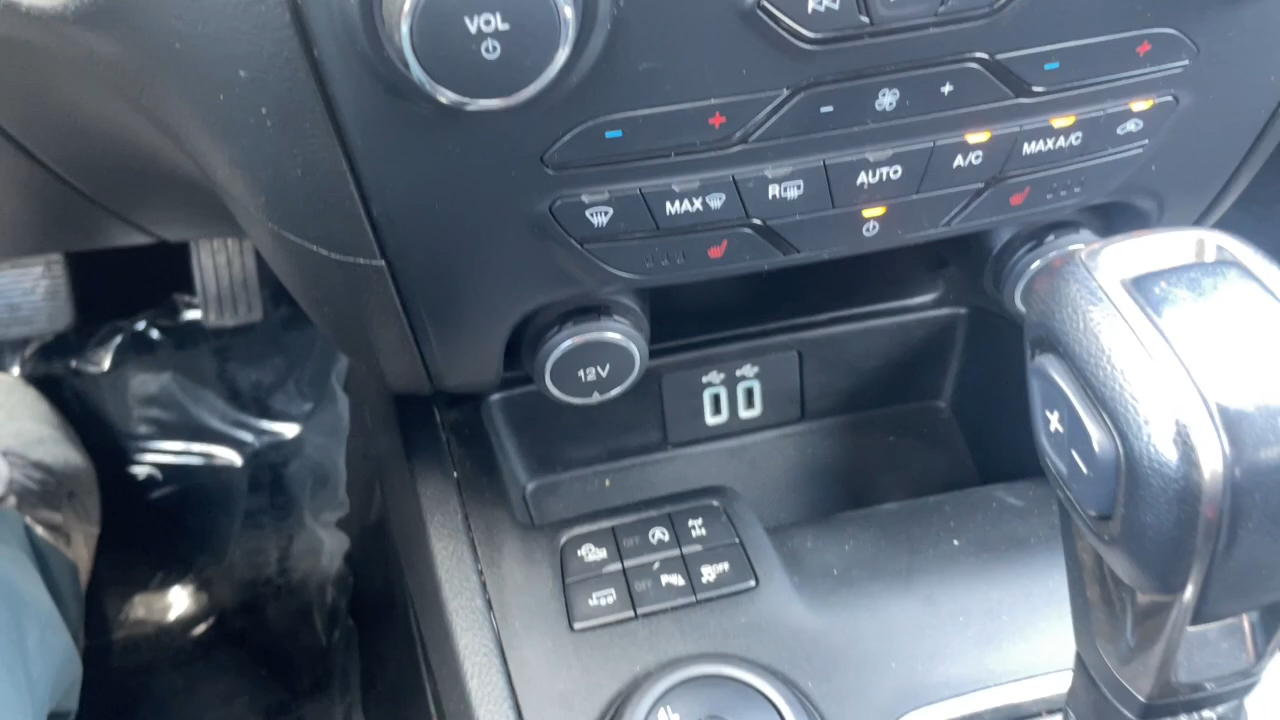 VOL
- +
- +
- +
MAX
R
AUTO
A/C
MAX A/C
12V
+
-
OFF
OFF
P
OFF